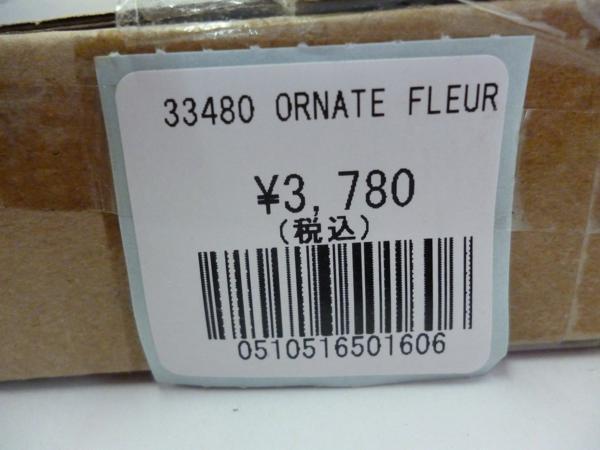 33480 ORNATE FLEUR
¥3,780
(税込)
0510516501606